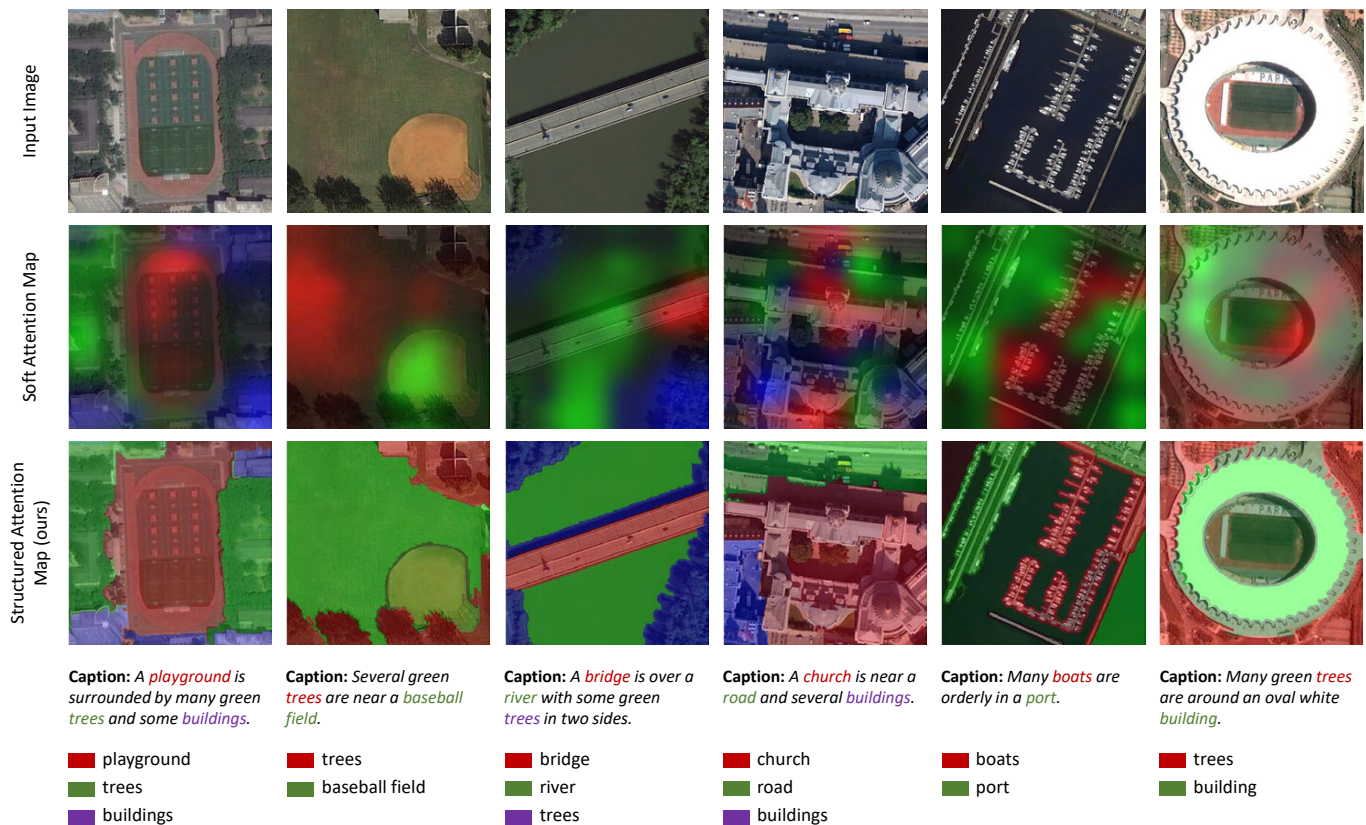 Input Image
Soft Attention Map
Structured Attention
Map (ours)
PARK
Caption: A playground is
surrounded by many green
trees and some buildings.
playground
trees
buildings
Caption: Several green
trees are near a baseball
field.
trees
baseball field
Caption: A bridge is over a
river with some green
trees in two sides.
bridge
river
trees
Caption: A church is near a
road and several buildings.
church
road
buildings
Caption: Many boats are
orderly in a port.
boats
port
Caption: Many green trees
are around an oval white
building.
trees
building